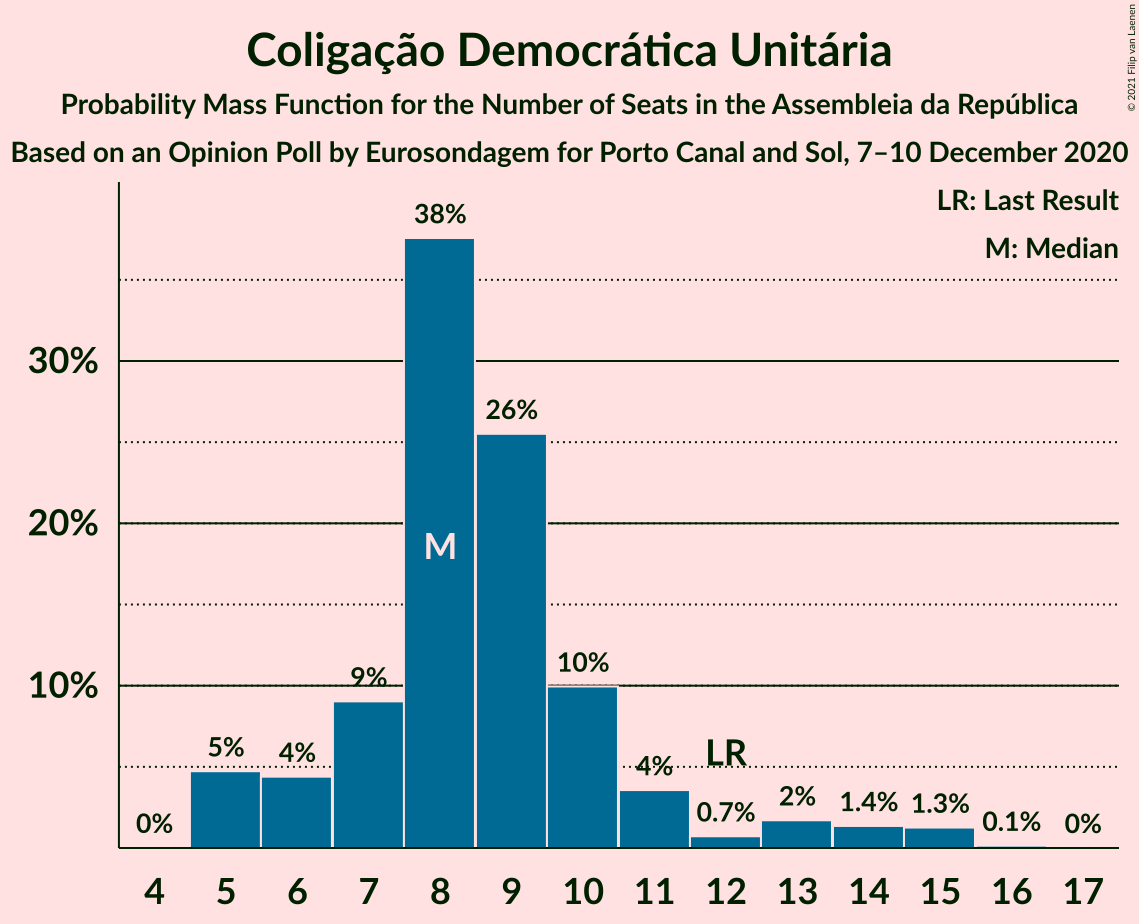 Coligação Democrática Unitária
Probability Mass Function for the Number of Seats in the Assembleia da República
Based on an Opinion Poll by Eurosondagem for Porto Canal and Sol, 7–10 December 2020
© 2021 Filip van Laenen
LR: Last Result
M: Median
38%
30%
26%
20%
M
10%
9%
10%
5%
4%
4%
LR
0%
0.7%
2%
1.4%
1.3%
0.1%
0%
4 5 6 7 8 9 10 11 12 13 14 15 16 17